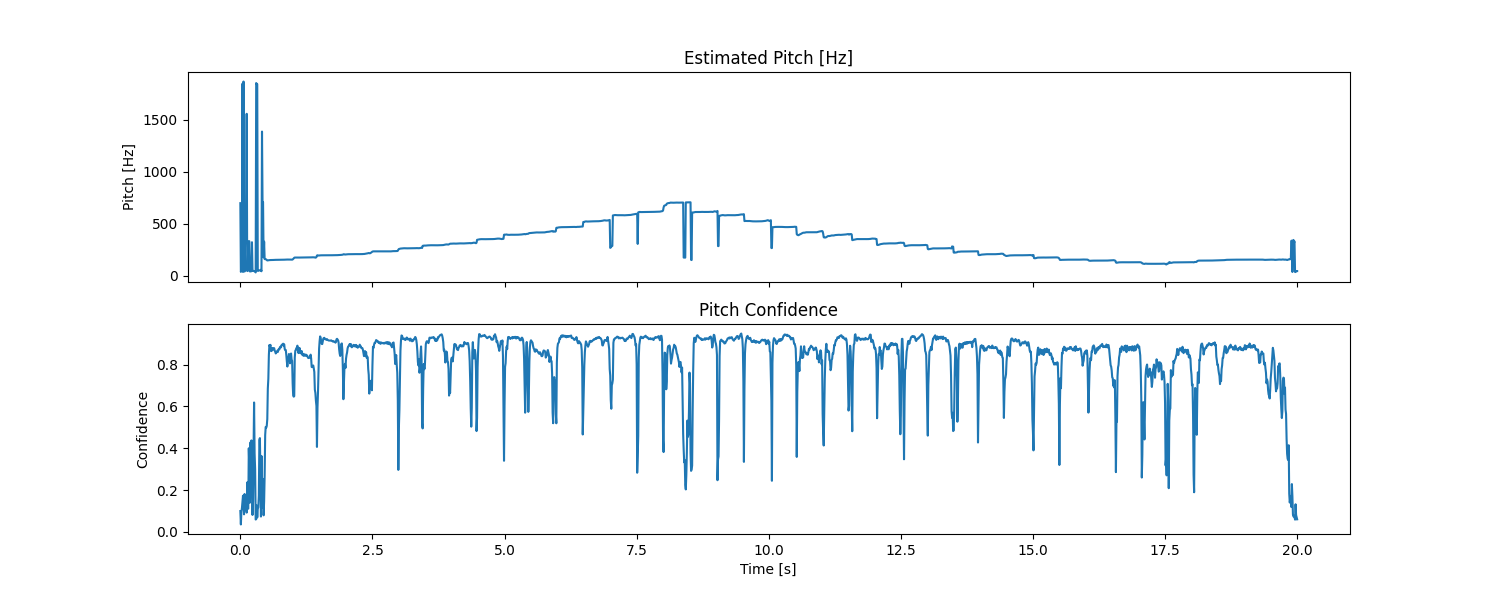 Estimated Pitch [Hz]
Pitch [Hz]
1500
1000
500
0
Pitch Confidence
Confidence
0.8
0.6
0.4
0.2
0.0
0.0 2.5 5.0 7.5 10.0 12.5 15.0 17.5 20.0
Time [s]